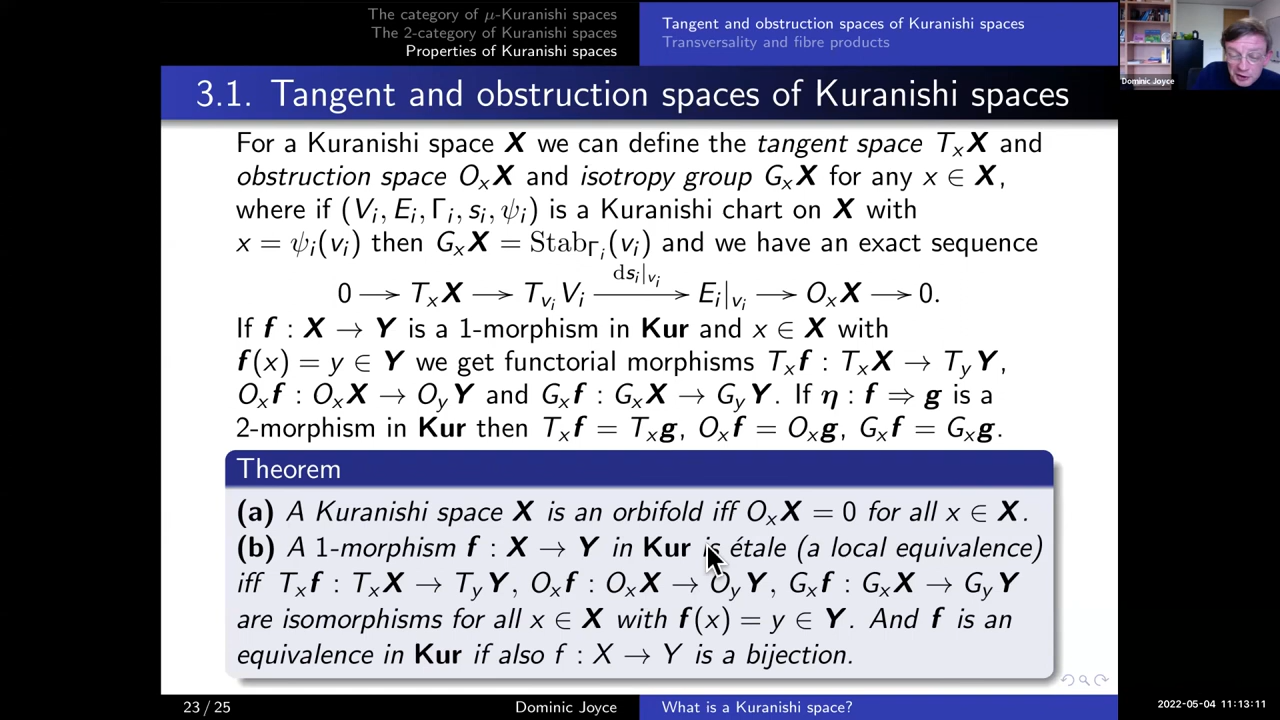 The category of μ-Kuranishi spaces
The 2-category of Kuranishi spaces
Properties of Kuranishi spaces
Tangent and obstruction spaces of Kuranishi spaces
Transversality and fibre products
Dominic Joyce
3.1. Tangent and obstruction spaces of Kuranishi spaces
For a Kuranishi space X we can define the tangent space TₓX and
obstruction space OₓX and isotropy group GₓX for any x ∈ X,
where if (Vᵢ, Eᵢ, Γᵢ, sᵢ, ψᵢ) is a Kuranishi chart on X with
x = ψᵢ(vᵢ) then GₓX = Stab_Γᵢ(vᵢ) and we have an exact sequence
0 ⟶ TₓX ⟶ T_vᵢVᵢ ⟶^{dsᵢ|_vᵢ} Eᵢ|_vᵢ ⟶ OₓX ⟶ 0.
If f : X → Y is a 1-morphism in Kur and x ∈ X with
f(x) = y ∈ Y we get functorial morphisms Tₓf : TₓX → T_yY,
Oₓf : OₓX → O_yY and Gₓf : GₓX → G_yY. If η : f ⇒ g is a
2-morphism in Kur then Tₓf = Tₓg, Oₓf = Oₓg, Gₓf = Gₓg.
Theorem
(a) A Kuranishi space X is an orbifold iff OₓX = 0 for all x ∈ X.
(b) A 1-morphism f : X → Y in Kur is étale (a local equivalence)
iff Tₓf : TₓX → T_yY, Oₓf : OₓX → O_yY, Gₓf : GₓX → G_yY
are isomorphisms for all x ∈ X with f(x) = y ∈ Y. And f is an
equivalence in Kur if also f : X → Y is a bijection.
23 / 25
Dominic Joyce
What is a Kuranishi space?
2022-05-04 11:13:11